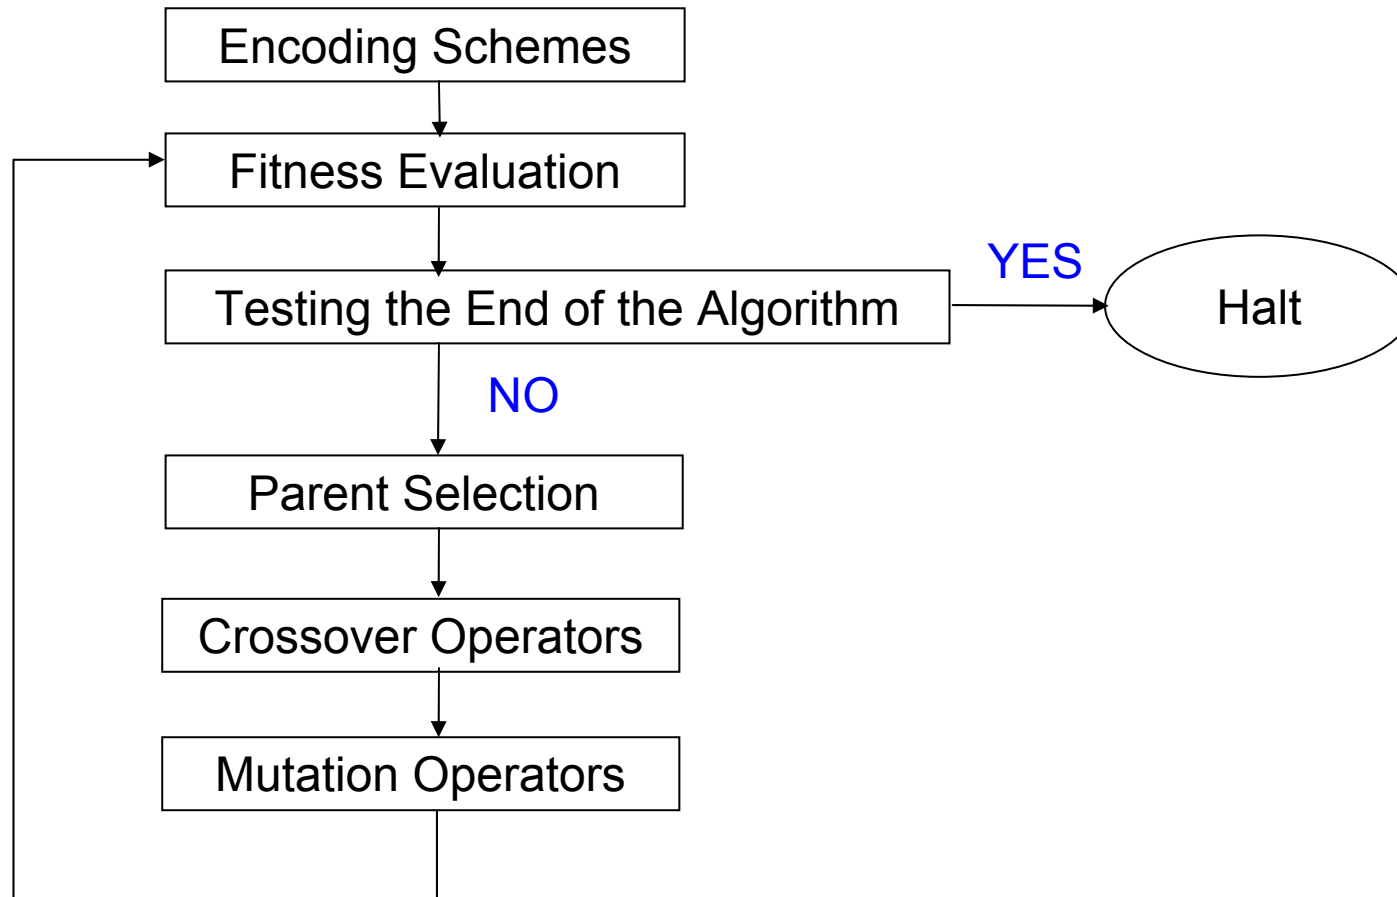 Encoding Schemes
Fitness Evaluation
YES
Testing the End of the Algorithm
Halt
NO
Parent Selection
Crossover Operators
Mutation Operators